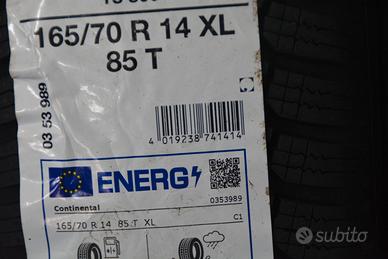 165/70 R 14 XL
85 T
03 53 989
4 019238 741414
ENERG
Continental
0353989
165/70 R 14 85 T XL
C1
subito